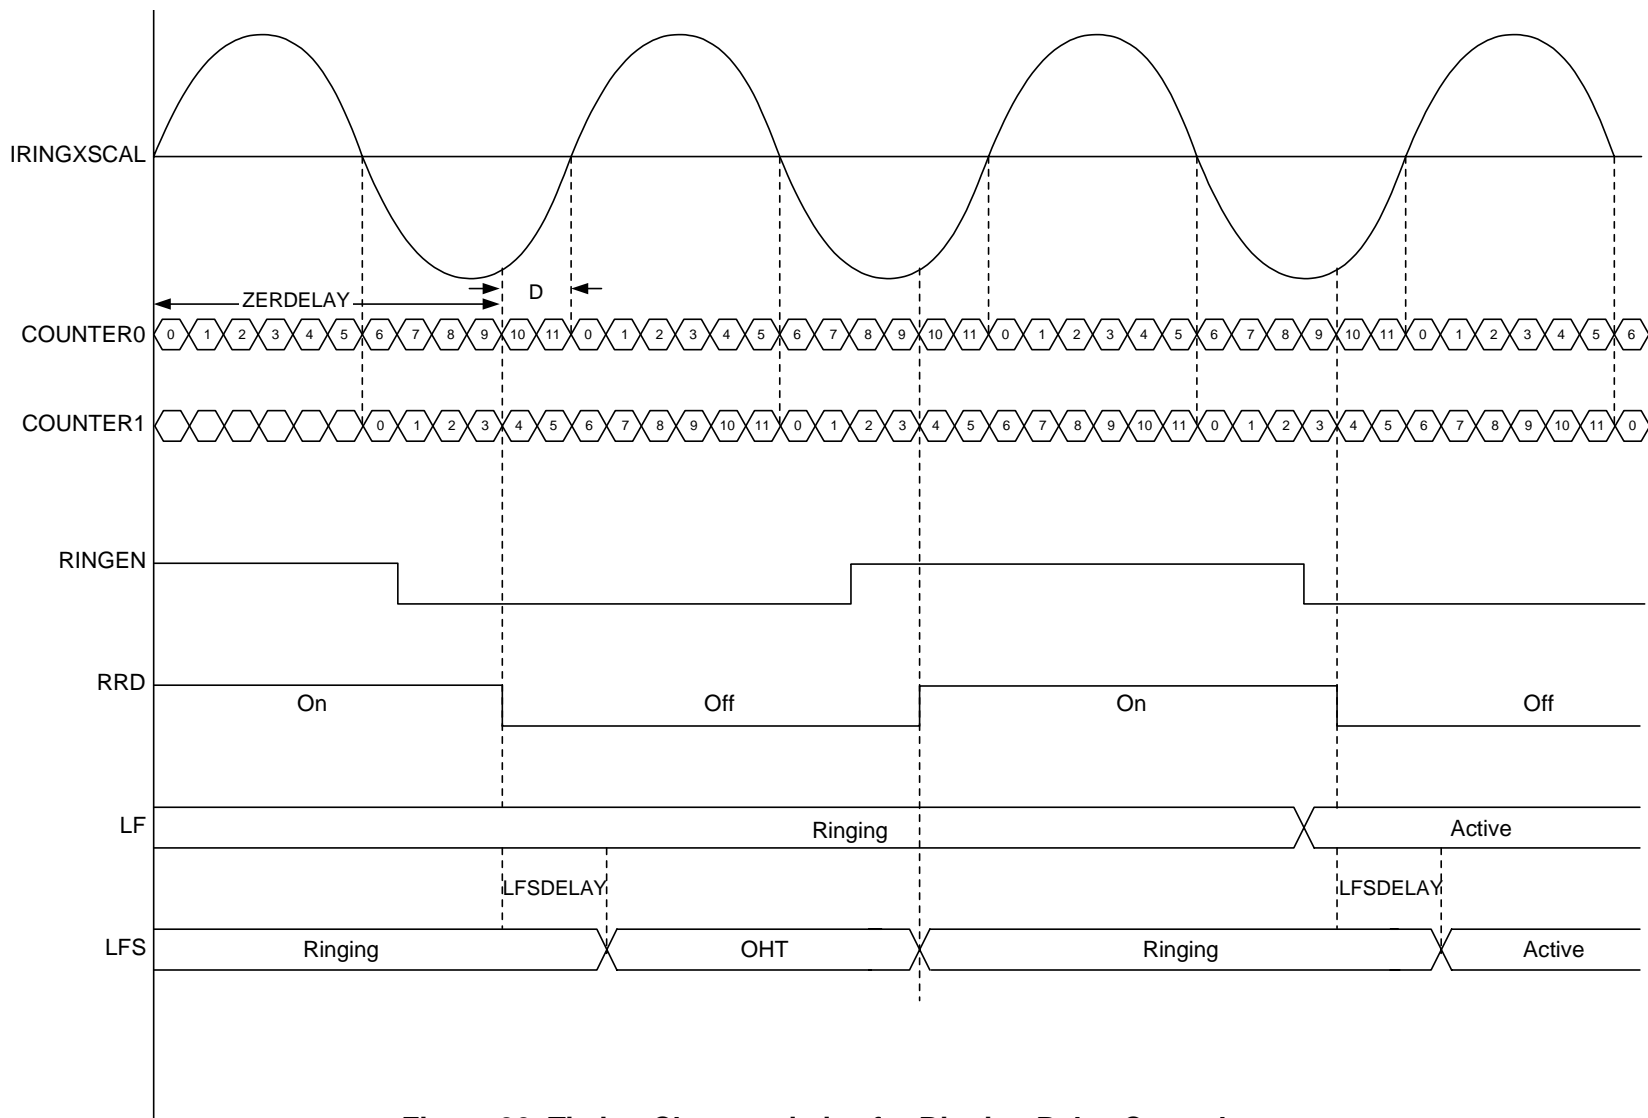 IRINGXSCAL
ZERDELAY
D
COUNTER0 0 1 2 3 4 5 6 7 8 9 10 11 0 1 2 3 4 5 6 7 8 9 10 11 0 1 2 3 4 5 6 7 8 9 10 11 0 1 2 3 4 5 6
COUNTER1 0 1 2 3 4 5 6 7 8 9 10 11 0 1 2 3 4 5 6 7 8 9 10 11 0 1 2 3 4 5 6 7 8 9 10 11 0
RINGEN
RRD On Off On Off
LF Ringing Active
LFSDELAY LFSDELAY
LFS Ringing OHT Ringing Active